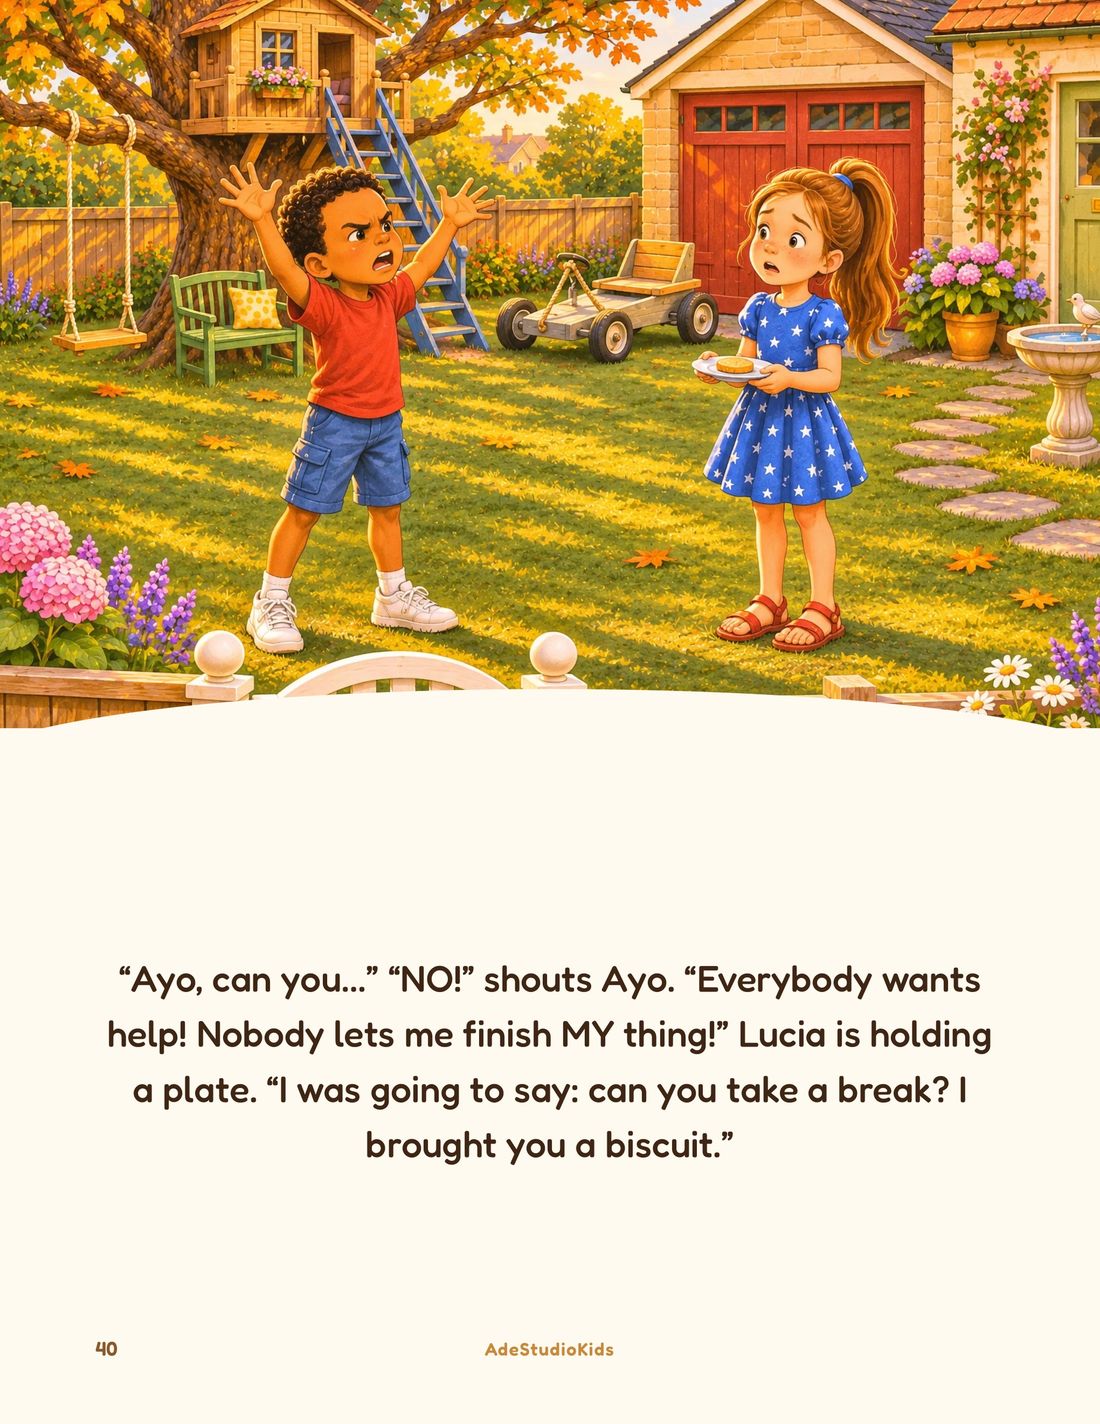 “Ayo, can you...” “NO!” shouts Ayo. “Everybody wants
help! Nobody lets me finish MY thing!” Lucia is holding
a plate. “I was going to say: can you take a break? I
brought you a biscuit.”
40
AdeStudioKids